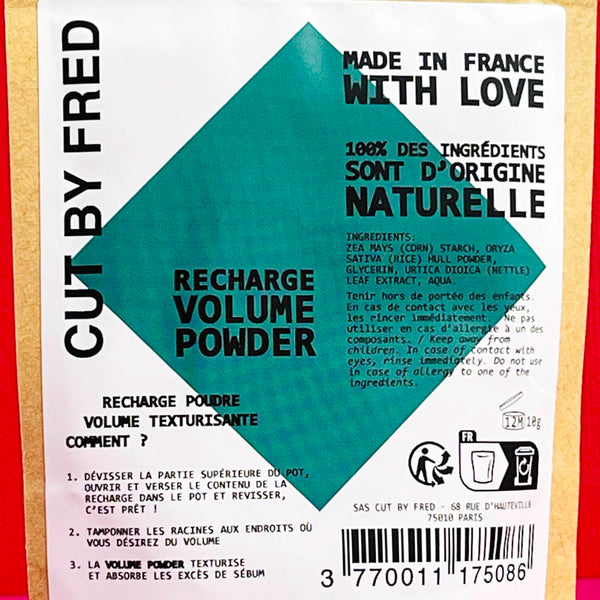 CUT BY FRED
MADE IN FRANCE
WITH LOVE
100% DES INGRÉDIENTS
SONT D'ORIGINE
NATURELLE
INGREDIENTS:
ZEA MAYS (CORN) STARCH, ORYZA
SATIVA (RICE) HULL POWDER,
GLYCERIN, URTICA DIOICA (NETTLE)
LEAF EXTRACT, AQUA.
Tenir hors de portée des enfants.
En cas de contact avec les yeux,
les rincer immédiatement. Ne pas
utiliser en cas d'allergie à un des
composants. / Keep away from
children. In case of contact with
eyes, rinse immediately. Do not use
in case of allergy to one of the
ingredients.
RECHARGE
VOLUME
POWDER
RECHARGE POUDRE
VOLUME TEXTURISANTE
COMMENT ?
1. DÉVISSER LA PARTIE SUPÉRIEURE DU POT,
OUVRIR ET VERSER LE CONTENU DE LA
RECHARGE DANS LE POT ET REVISSER,
C'EST PRÊT !
2. TAMPONNER LES RACINES AUX ENDROITS OÙ
VOUS DÉSIREZ DU VOLUME
3. LA VOLUME POWDER TEXTURISE
ET ABSORBE LES EXCÈS DE SÉBUM
12M 10g
FR
SAS CUT BY FRED - 68 RUE D'HAUTEVILLE
75010 PARIS
3 770011 175086